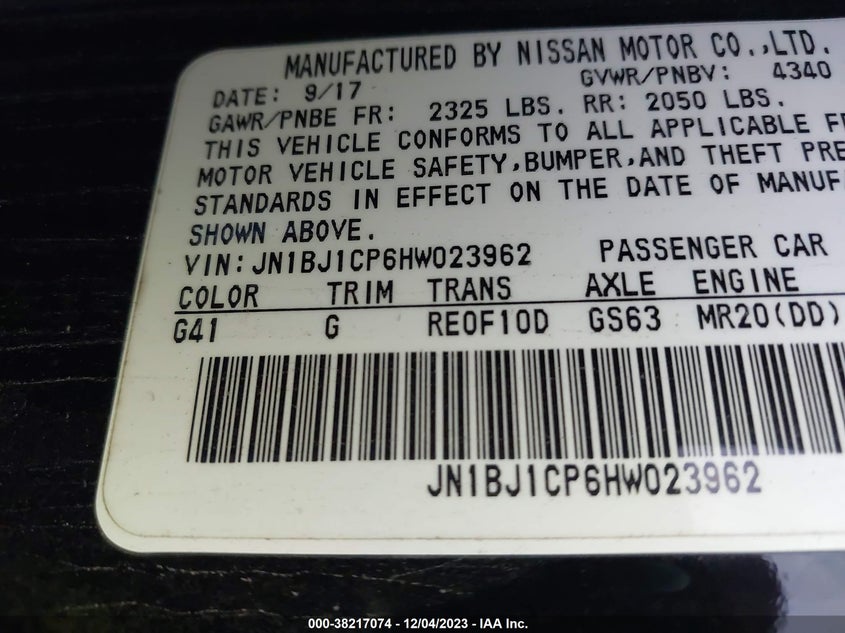 MANUFACTURED BY NISSAN MOTOR CO.,LTD.
DATE: 9/17 GVWR/PNBV: 4340
GAWR/PNBE FR: 2325 LBS. RR: 2050 LBS.
THIS VEHICLE CONFORMS TO ALL APPLICABLE F
MOTOR VEHICLE SAFETY,BUMPER,AND THEFT PRE
STANDARDS IN EFFECT ON THE DATE OF MANUF
SHOWN ABOVE.
VIN:JN1BJ1CP6HW023962 PASSENGER CAR
COLOR TRIM TRANS AXLE ENGINE
G41 G RE0F10D GS63 MR20(DD)
JN1BJ1CP6HW023962
000-38217074 - 12/04/2023 - IAA Inc.